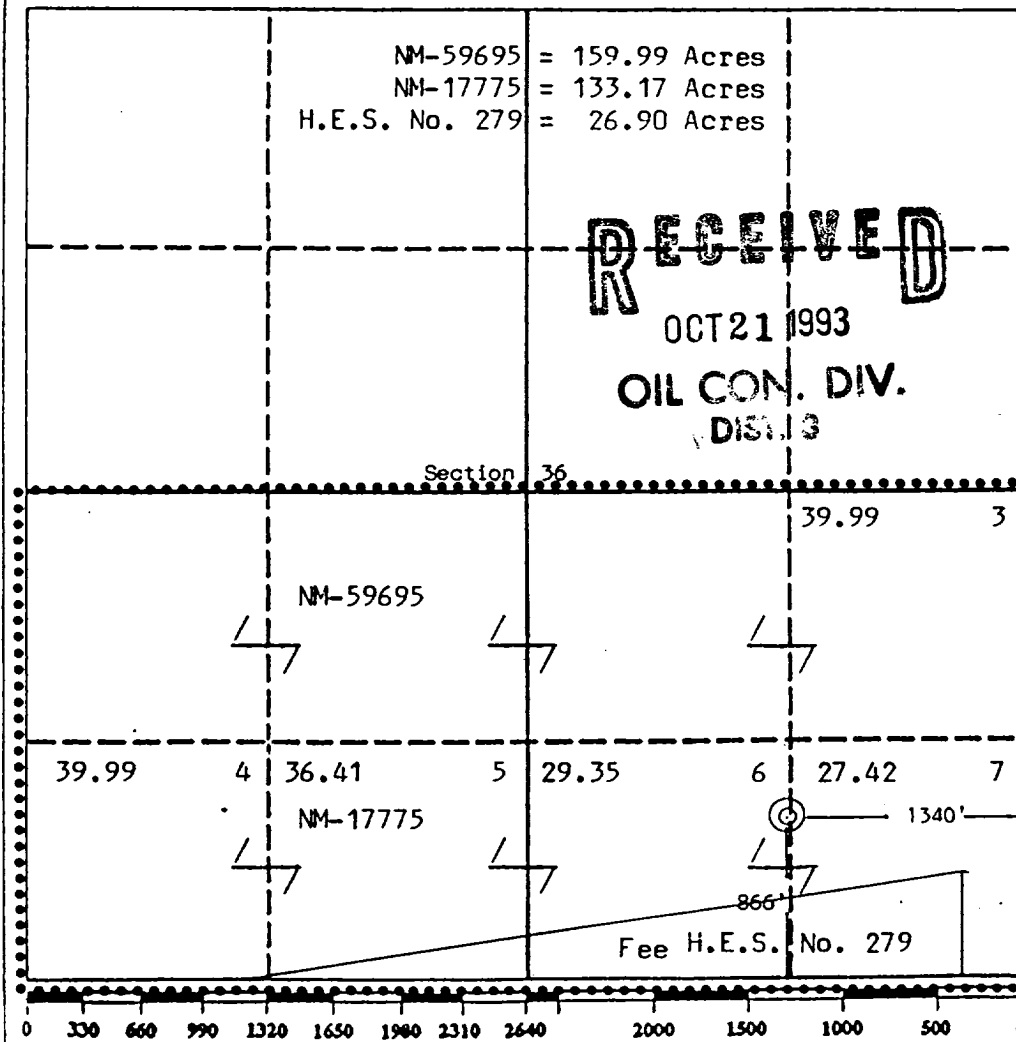 NM-59695 = 159.99 Acres
NM-17775 = 133.17 Acres
H.E.S. No. 279 = 26.90 Acres
RECEIVED
OCT 21 1993
OIL CON. DIV.
DIST. 3
Section 36
39.99 3
NM-59695
39.99 4 36.41 5 29.35 6 27.42 7
NM-17775
1340'
866'
Fee H.E.S. No. 279
0 330 660 990 1320 1650 1980 2310 2640 2000 1500 1000 500